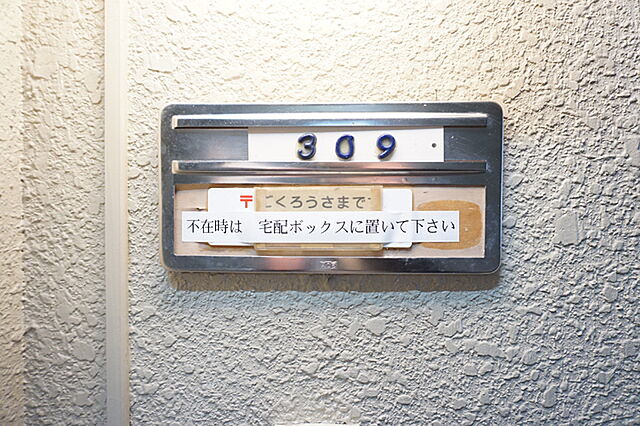 309
〒 ごくろうさまで
不在時は 宅配ボックスに置いて下さい